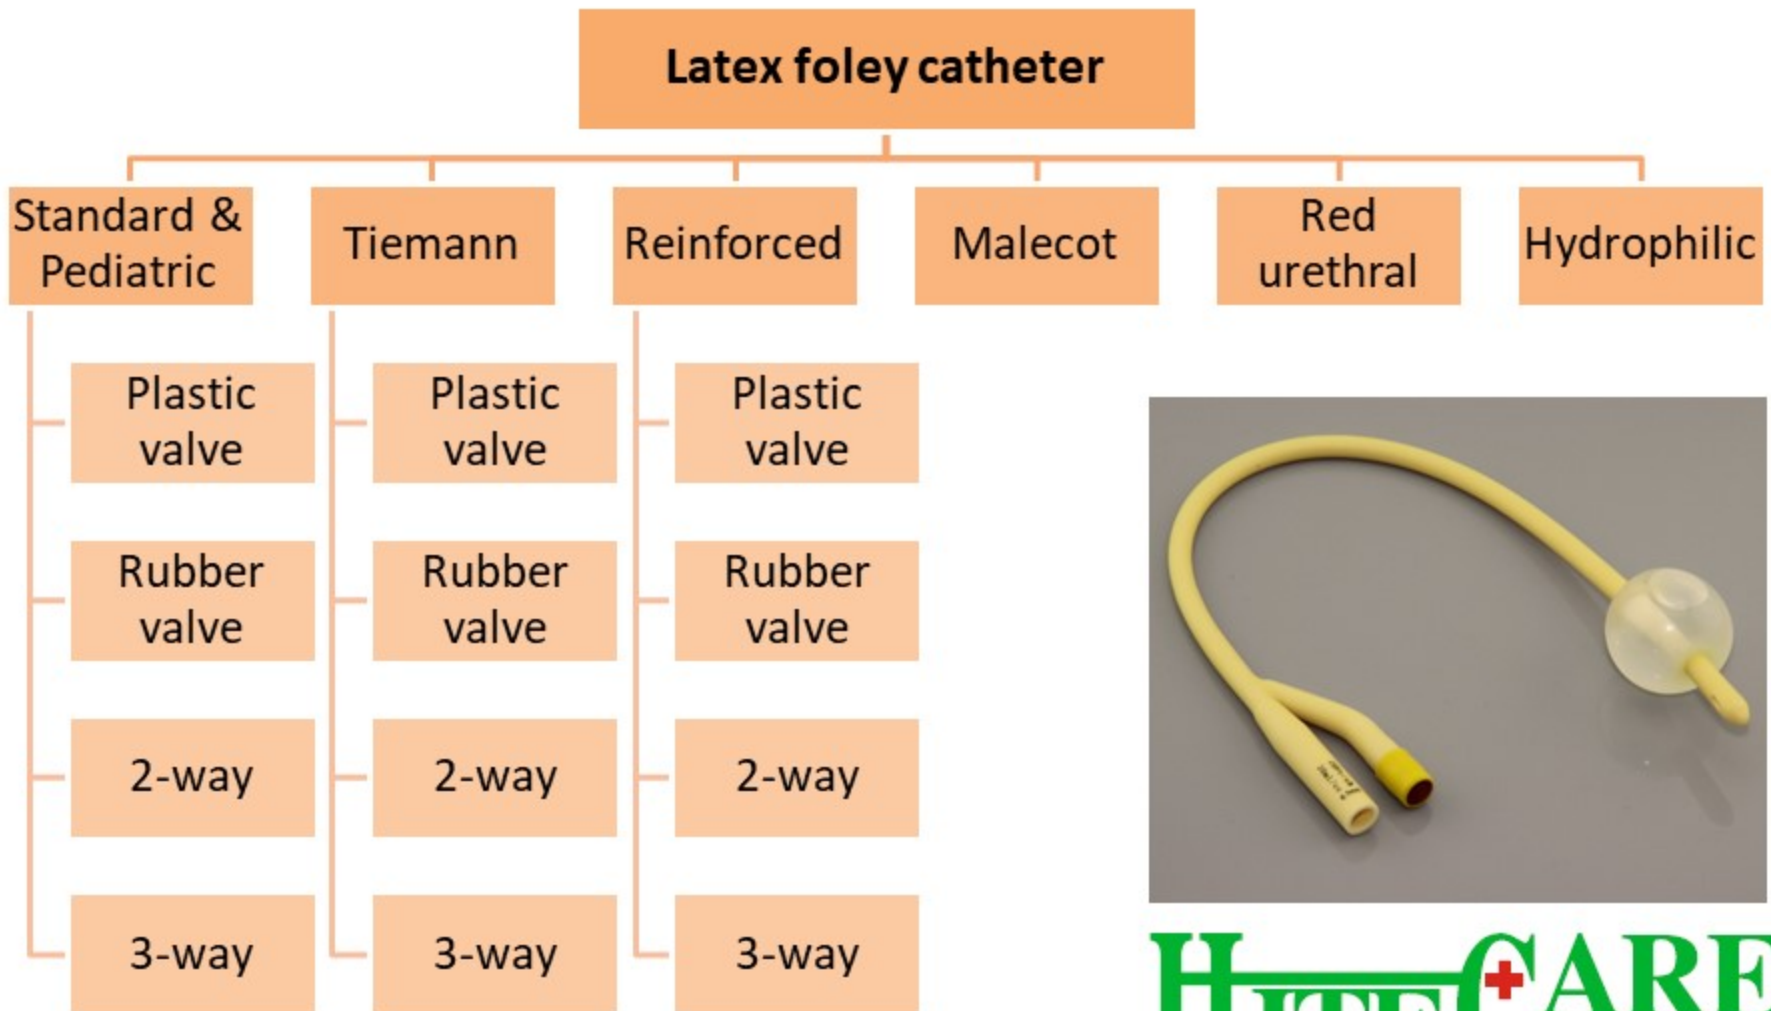 Latex foley catheter
Standard &
Pediatric
Tiemann
Reinforced
Malecot
Red
urethral
Hydrophilic
Plastic
valve
Rubber
valve
2-way
3-way
Plastic
valve
Rubber
valve
2-way
3-way
Plastic
valve
Rubber
valve
2-way
3-way
HITECARE